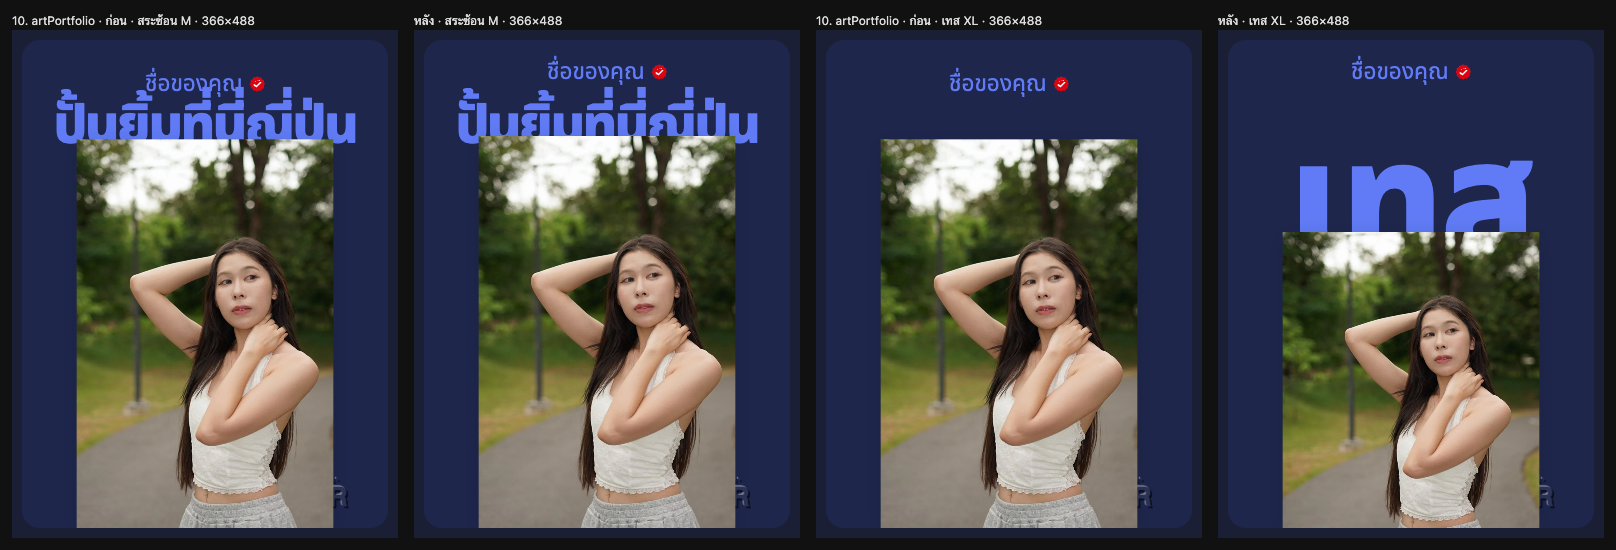 10. artPortfolio · ก่อน · สระซ้อน M · 366×488
ชื่อของคุณ
ปั้นยิ้มที่นี่ญี่ปุ่น
หลัง · สระซ้อน M · 366×488
ชื่อของคุณ
ปั้นยิ้มที่นี่ญี่ปุ่น
10. artPortfolio · ก่อน · เทส XL · 366×488
ชื่อของคุณ
หลัง · เทส XL · 366×488
ชื่อของคุณ
เทส